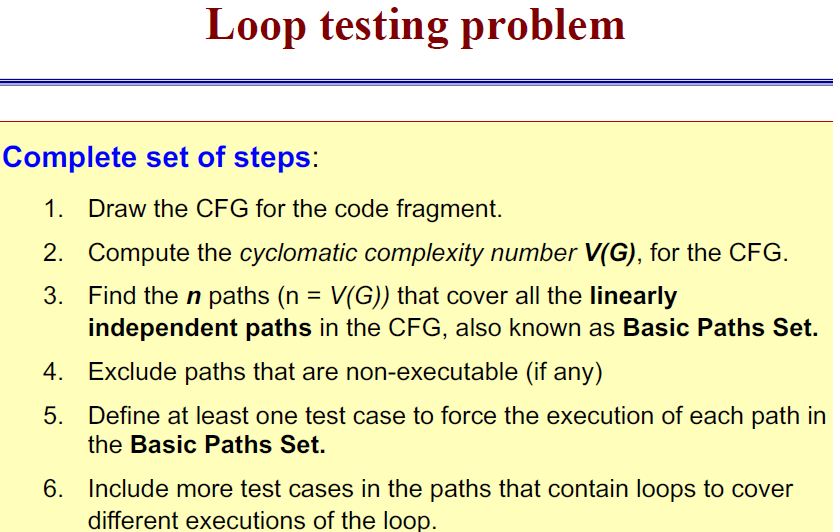 Loop testing problem
Complete set of steps:
1. Draw the CFG for the code fragment.
2. Compute the cyclomatic complexity number V(G), for the CFG.
3. Find the n paths (n = V(G)) that cover all the linearly
independent paths in the CFG, also known as Basic Paths Set.
4. Exclude paths that are non-executable (if any)
5. Define at least one test case to force the execution of each path in
the Basic Paths Set.
6. Include more test cases in the paths that contain loops to cover
different executions of the loop.